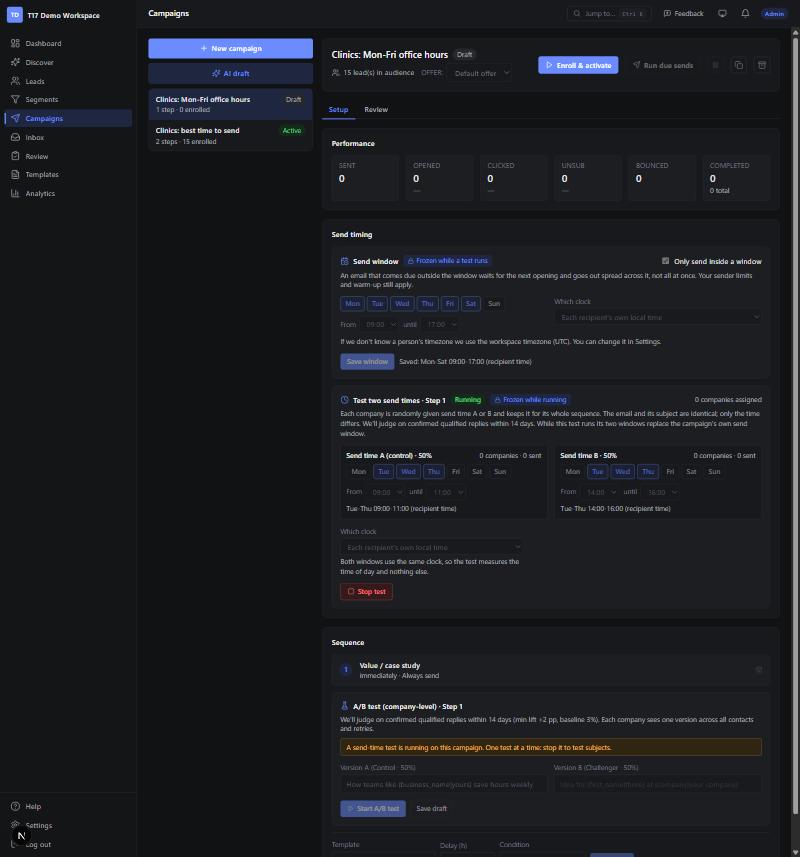 TD T17 Demo Workspace
Dashboard
Discover
Leads
Segments
Campaigns
Inbox
Review
Templates
Analytics
Help
Settings
N
Log out
Campaigns
Jump to... Ctrl K
Feedback
Admin
New campaign
AI draft
Clinics: Mon-Fri office hours Draft
1 step · 0 enrolled
Clinics: best time to send Active
2 steps · 15 enrolled
Clinics: Mon-Fri office hours Draft
15 lead(s) in audience OFFER: Default offer
Enroll & activate
Run due sends
Setup Review
Performance
SENT OPENED CLICKED UNSUB BOUNCED COMPLETED
0 0 0 0 0 0
— — — 0 total
Send timing
Send window Frozen while a test runs Only send inside a window
An email that comes due outside the window waits for the next opening and goes out spread across it, not all at once. Your sender limits
and warm-up still apply.
Mon Tue Wed Thu Fri Sat Sun
Which clock
Each recipient's own local time
From 09:00 until 17:00
If we don't know a person's timezone we use the workspace timezone (UTC). You can change it in Settings.
Save window Saved: Mon-Sat 09:00-17:00 (recipient time)
Test two send times · Step 1 Running Frozen while running 0 companies assigned
Each company is randomly given send time A or B and keeps it for its whole sequence. The email and its subject are identical; only the time
differs. We'll judge on confirmed qualified replies within 14 days. While this test runs its two windows replace the campaign's own send
window.
Send time A (control) · 50% 0 companies · 0 sent
Mon Tue Wed Thu Fri Sat Sun
From 09:00 until 11:00
Tue-Thu 09:00-11:00 (recipient time)
Send time B · 50% 0 companies · 0 sent
Mon Tue Wed Thu Fri Sat Sun
From 14:00 until 16:00
Tue-Thu 14:00-16:00 (recipient time)
Which clock
Each recipient's own local time
Both windows use the same clock, so the test measures the
time of day and nothing else.
Stop test
Sequence
1 Value / case study
Immediately · Always send
A/B test (company-level) · Step 1
We'll judge on confirmed qualified replies within 14 days (min lift +2 pp, baseline 3%). Each company sees one version across all contacts
and retries.
A send-time test is running on this campaign. One test at a time: stop it to test subjects.
Version A (Control · 50%)
How teams like {business_name|yours} save hours weekly
Version B (Challenger · 50%)
Idea for {first_name|there} at {company|your company}
Start A/B test Save draft
Template Delay (h) Condition